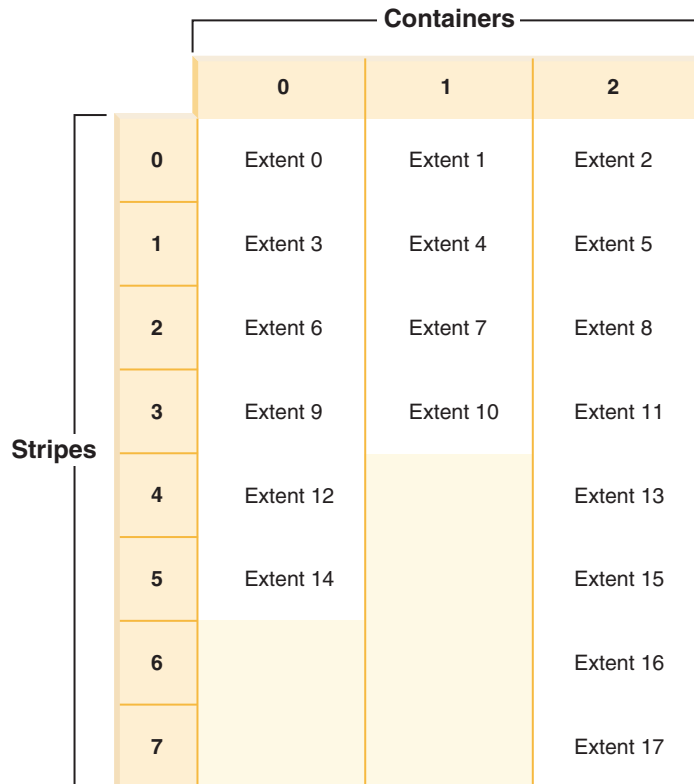 Containers
0 1 2
0 Extent 0 Extent 1 Extent 2
1 Extent 3 Extent 4 Extent 5
2 Extent 6 Extent 7 Extent 8
3 Extent 9 Extent 10 Extent 11
Stripes
4 Extent 12 Extent 13
5 Extent 14 Extent 15
6 Extent 16
7 Extent 17